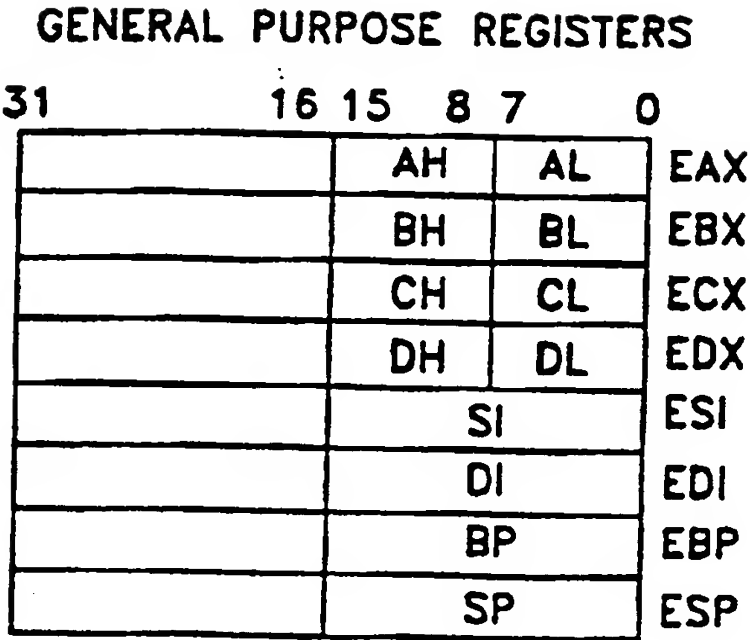 GENERAL PURPOSE REGISTERS
31 16 15 8 7 0
AH AL EAX
BH BL EBX
CH CL ECX
DH DL EDX
SI ESI
DI EDI
BP EBP
SP ESP